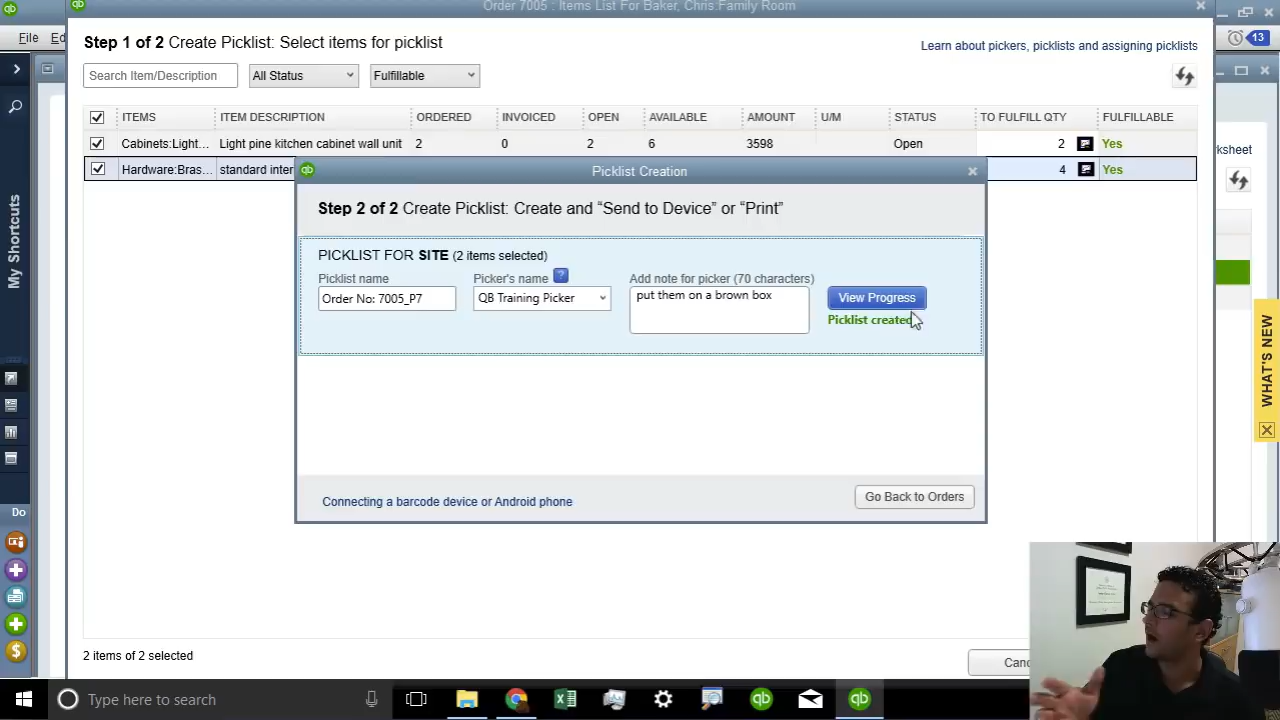 Order 7005 : Items List For Baker, Chris:Family Room
File Ed
13
Step 1 of 2 Create Picklist: Select items for picklist
Learn about pickers, picklists and assigning picklists
Search Item/Description
All Status
Fulfillable
ITEMS ITEM DESCRIPTION ORDERED INVOICED OPEN AVAILABLE AMOUNT U/M STATUS TO FULFILL QTY FULFILLABLE
Cabinets:Light... Light pine kitchen cabinet wall unit 2 0 2 6 3598 Open 2 Yes
Hardware:Bras... standard inter 4 Yes
rksheet
My Shortcuts
Do
Picklist Creation
Step 2 of 2 Create Picklist: Create and “Send to Device” or “Print”
PICKLIST FOR SITE (2 items selected)
Picklist name
Picker's name ?
Add note for picker (70 characters)
Order No: 7005_P7
QB Training Picker
put them on a brown box
View Progress
Picklist created
Connecting a barcode device or Android phone
Go Back to Orders
WHAT'S NEW
2 items of 2 selected
Canc
Type here to search